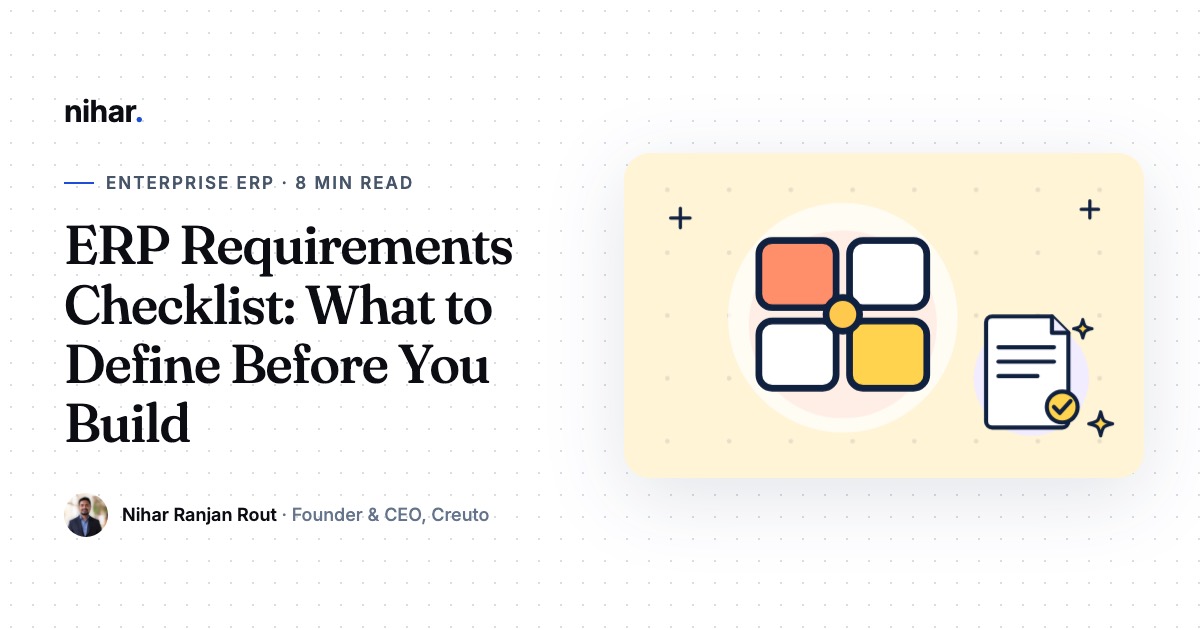 nihar.
ENTERPRISE ERP · 8 MIN READ
ERP Requirements
Checklist: What to
Define Before You
Build
Nihar Ranjan Rout · Founder & CEO, Creuto